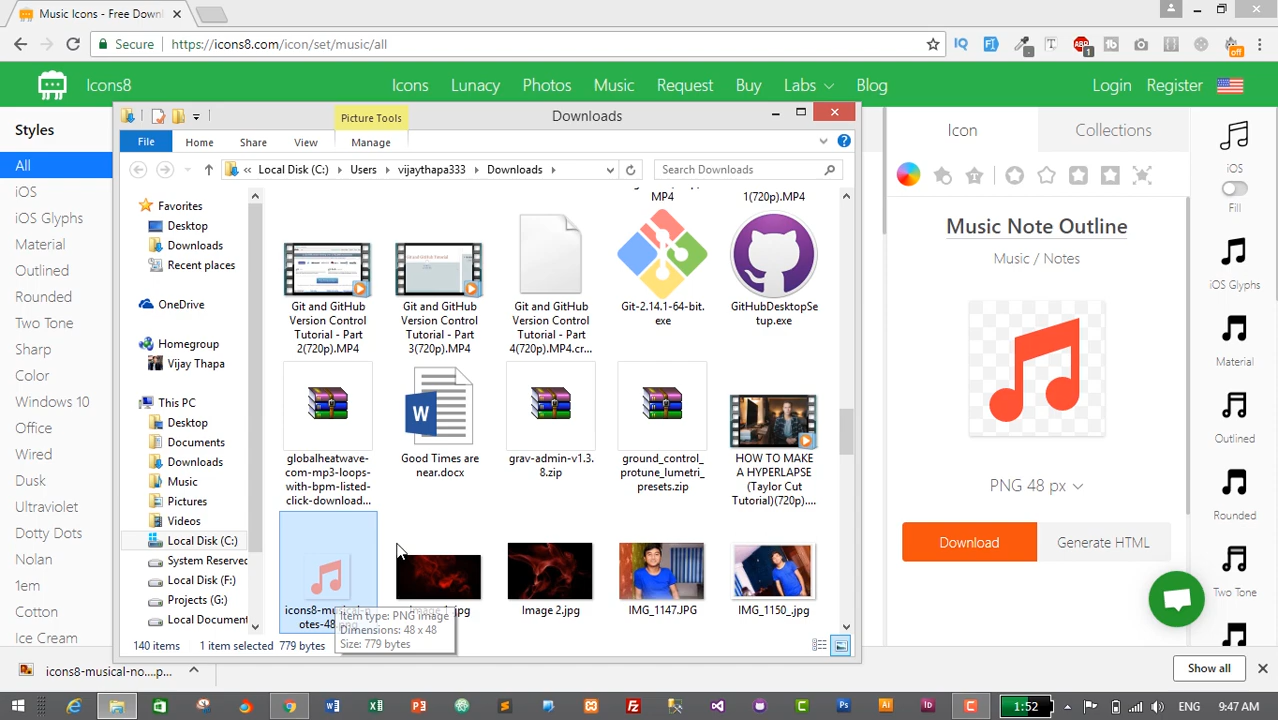 Music Icons - Free Downl
Secure
https://icons8.com/icon/set/music/all
Icons8
Icons
Lunacy
Photos
Music
Request
Buy
Labs
Blog
Login
Register
Styles
All
iOS
iOS Glyphs
Material
Outlined
Rounded
Two Tone
Sharp
Color
Windows 10
Office
Wired
Dusk
Ultraviolet
Dotty Dots
Nolan
1em
Cotton
Ice Cream
Picture Tools
Downloads
File
Home
Share
View
Manage
Local Disk (C:)
Users
vijaythapa333
Downloads
Search Downloads
Favorites
Desktop
Downloads
Recent places
OneDrive
Homegroup
Vijay Thapa
This PC
Desktop
Documents
Downloads
Music
Pictures
Videos
Local Disk (C:)
System Reserved
Local Disk (F:)
Projects (G:)
Local Document
MP4
1(720p).MP4
Git and GitHub
Version Control
Tutorial - Part
2(720p).MP4
Git and GitHub
Version Control
Tutorial - Part
3(720p).MP4
Git and GitHub
Version Control
Tutorial - Part
4(720p).MP4.cr...
Git-2.14.1-64-bit.
exe
GitHubDesktopSe
tup.exe
globalheatwave-
com-mp3-loops-
with-bpm-listed-
click-download...
Good Times are
near.docx
grav-admin-v1.3.
8.zip
ground_control_
protune_lumetri_
presets.zip
HOW TO MAKE
A HYPERLAPSE
(Taylor Cut
Tutorial)(720p)....
icons8-musical-n
otes-48.png
Item type: PNG image
Dimensions: 48 x 48
Size: 779 bytes
Image 2.jpg
IMG_1147.JPG
IMG_1150_.jpg
140 items
1 item selected
779 bytes
Icon
Collections
Music Note Outline
Music / Notes
PNG 48 px
Download
Generate HTML
iOS
Fill
iOS Glyphs
Material
Outlined
Rounded
Two Tone
icons8-musical-no....p...
Show all
1:52
ENG
9:47 AM